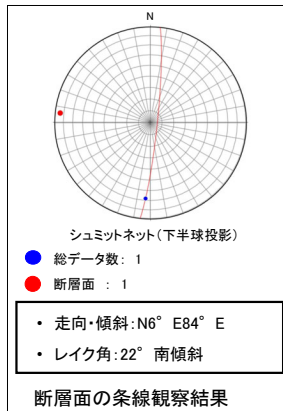 N
シュミットネット(下半球投影)
総データ数: 1
断層面 : 1
• 走向・傾斜:N6° E84° E
• レイク角:22° 南傾斜
断層面の条線観察結果